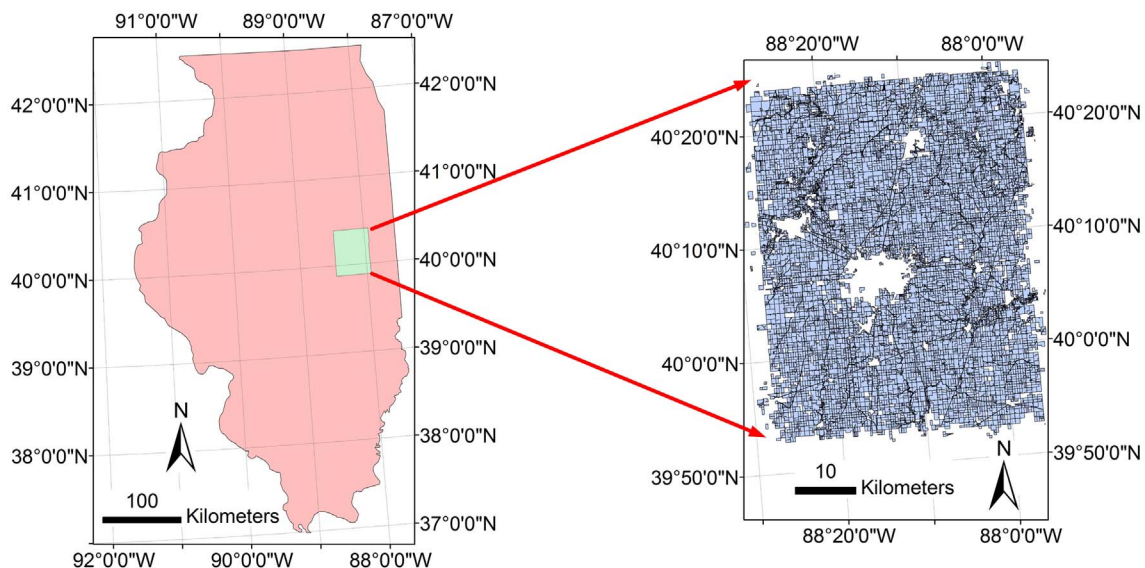 91°0'0"W 89°0'0"W 87°0'0"W
42°0'0"N
41°0'0"N
40°0'0"N
39°0'0"N
38°0'0"N
42°0'0"N
41°0'0"N
40°0'0"N
39°0'0"N
38°0'0"N
37°0'0"N
N
100
Kilometers
92°0'0"W 90°0'0"W 88°0'0"W
88°20'0"W 88°0'0"W
40°20'0"N
40°10'0"N
40°0'0"N
39°50'0"N
40°20'0"N
40°10'0"N
40°0'0"N
39°50'0"N
N
10
Kilometers
88°20'0"W 88°0'0"W